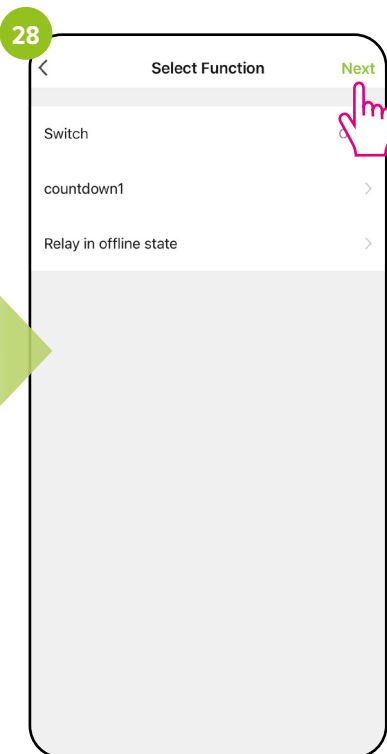 28
Select Function Next
Switch
countdown1
Relay in offline state